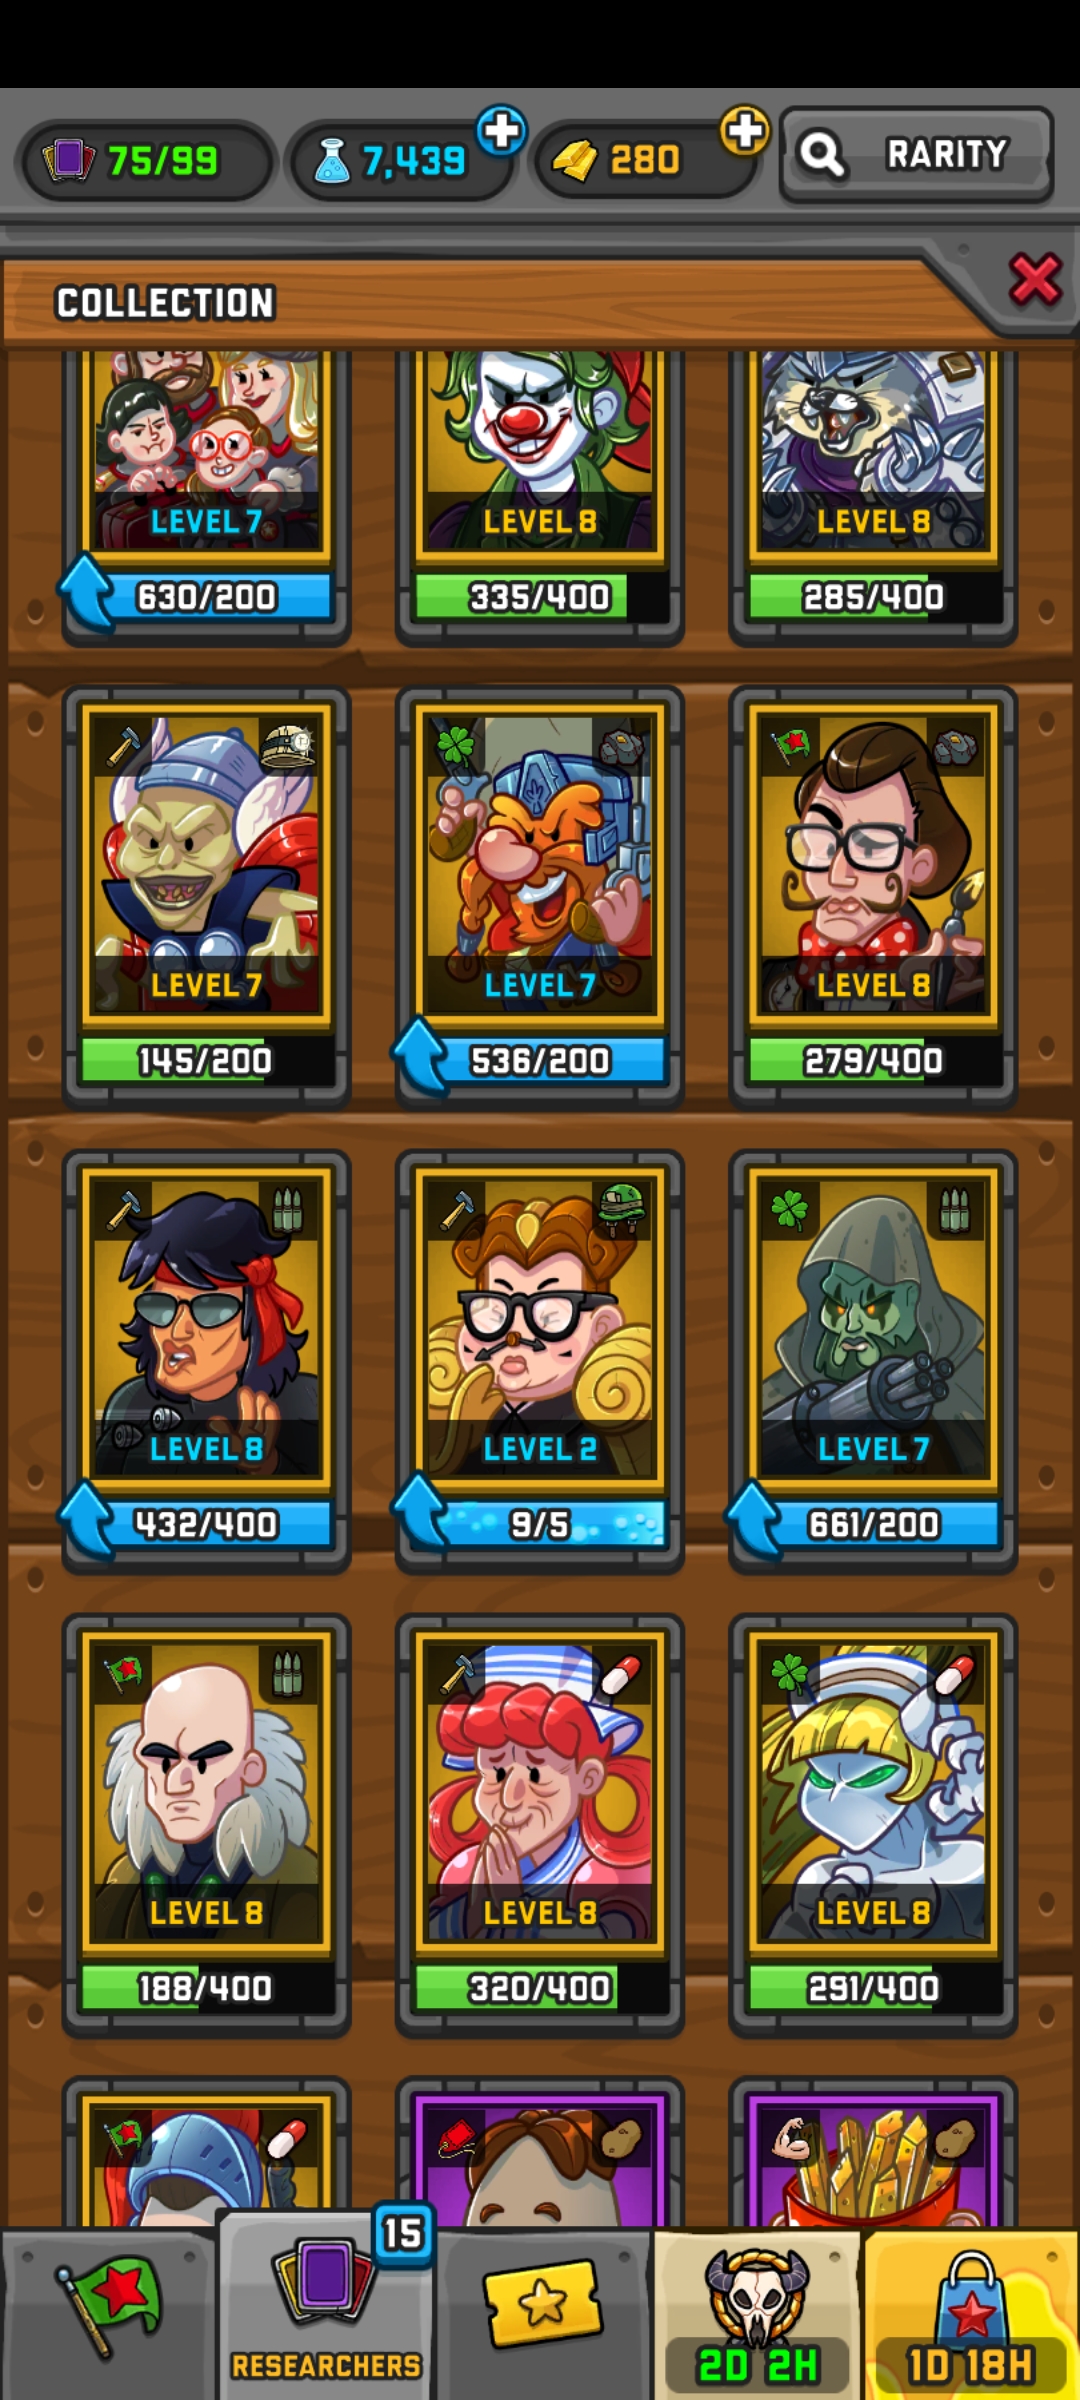 75/99 7,439 280 RARITY
COLLECTION
LEVEL 7 LEVEL 8 LEVEL 8
630/200 335/400 285/400
LEVEL 7 LEVEL 7 LEVEL 8
145/200 536/200 279/400
LEVEL 8 LEVEL 2 LEVEL 7
432/400 9/5 661/200
LEVEL 8 LEVEL 8 LEVEL 8
188/400 320/400 291/400
15
RESEARCHERS 2D 2H 1D 18H